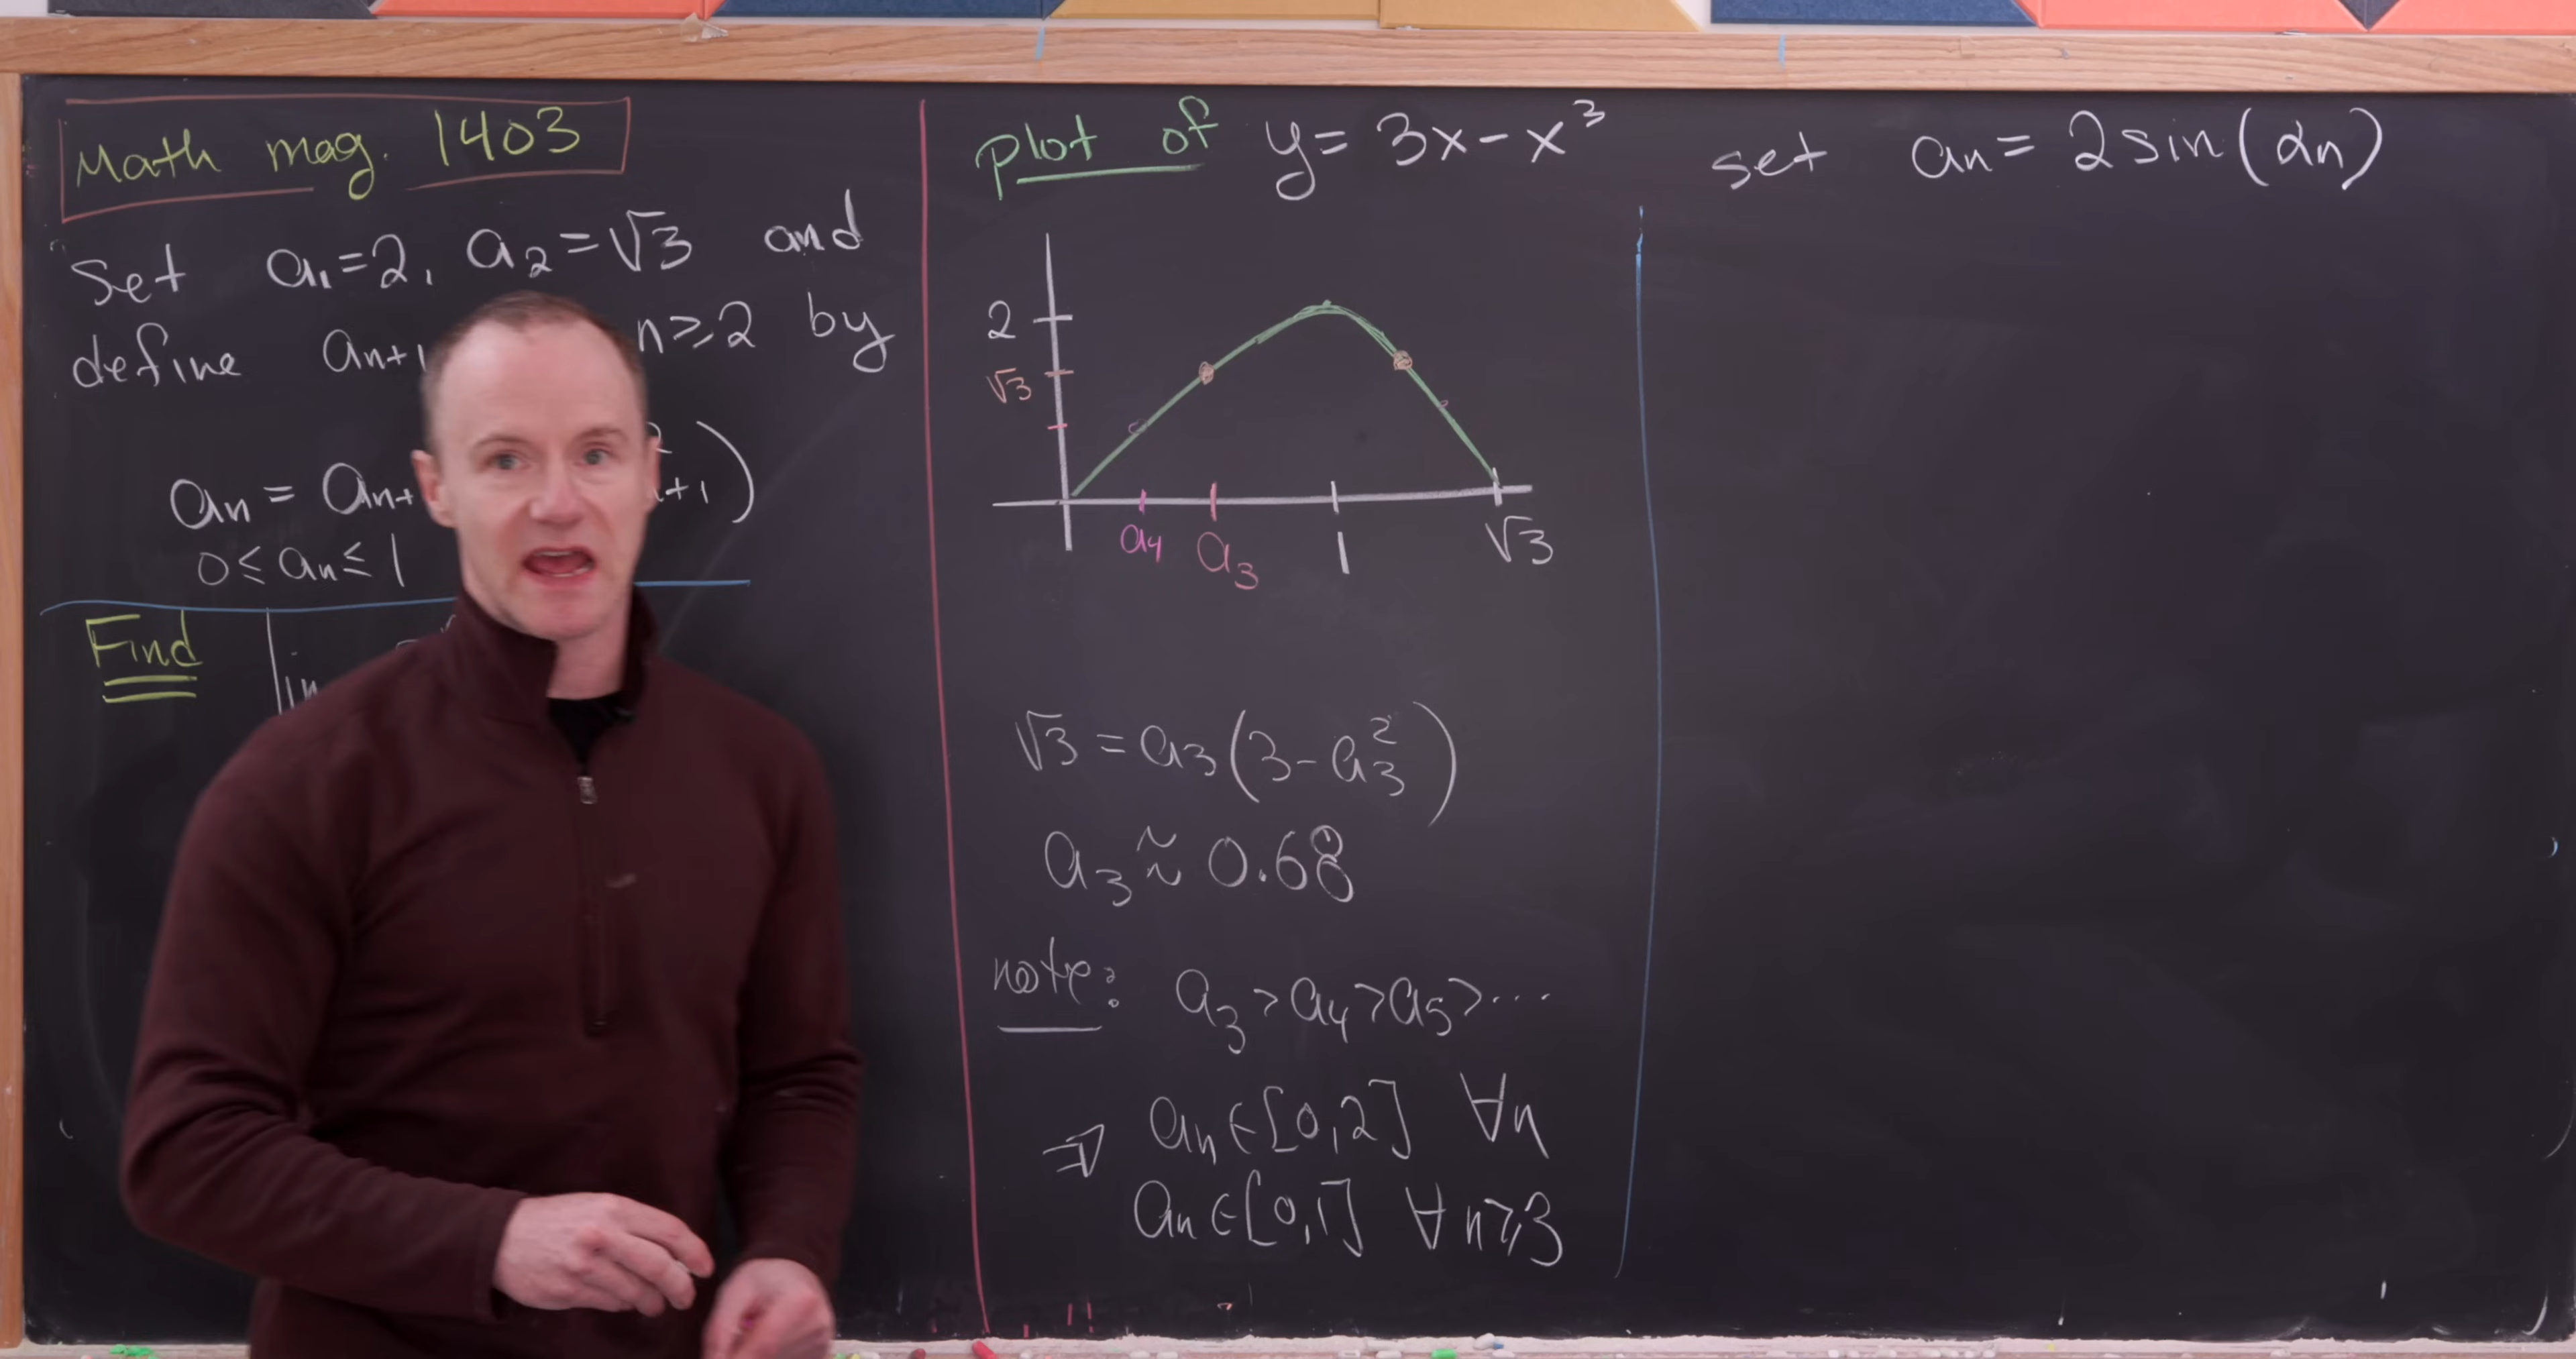 Math mag. 1403
Set a₁=2, a₂=√3 and
define aₙ₊₁ n⩾2 by
aₙ = aₙ₊ ₊₁)
0≤aₙ≤1
Find
plot of y= 3x-x³
2
√3
a₄ a₃ 1 √3
√3 = a₃(3-a₃²)
a₃ ≈ 0.68
note: a₃>a₄>a₅>...
⇒ aₙ∈[0,2] ∀n
aₙ∈[0,1] ∀n⩾3
set aₙ= 2sin(αₙ)